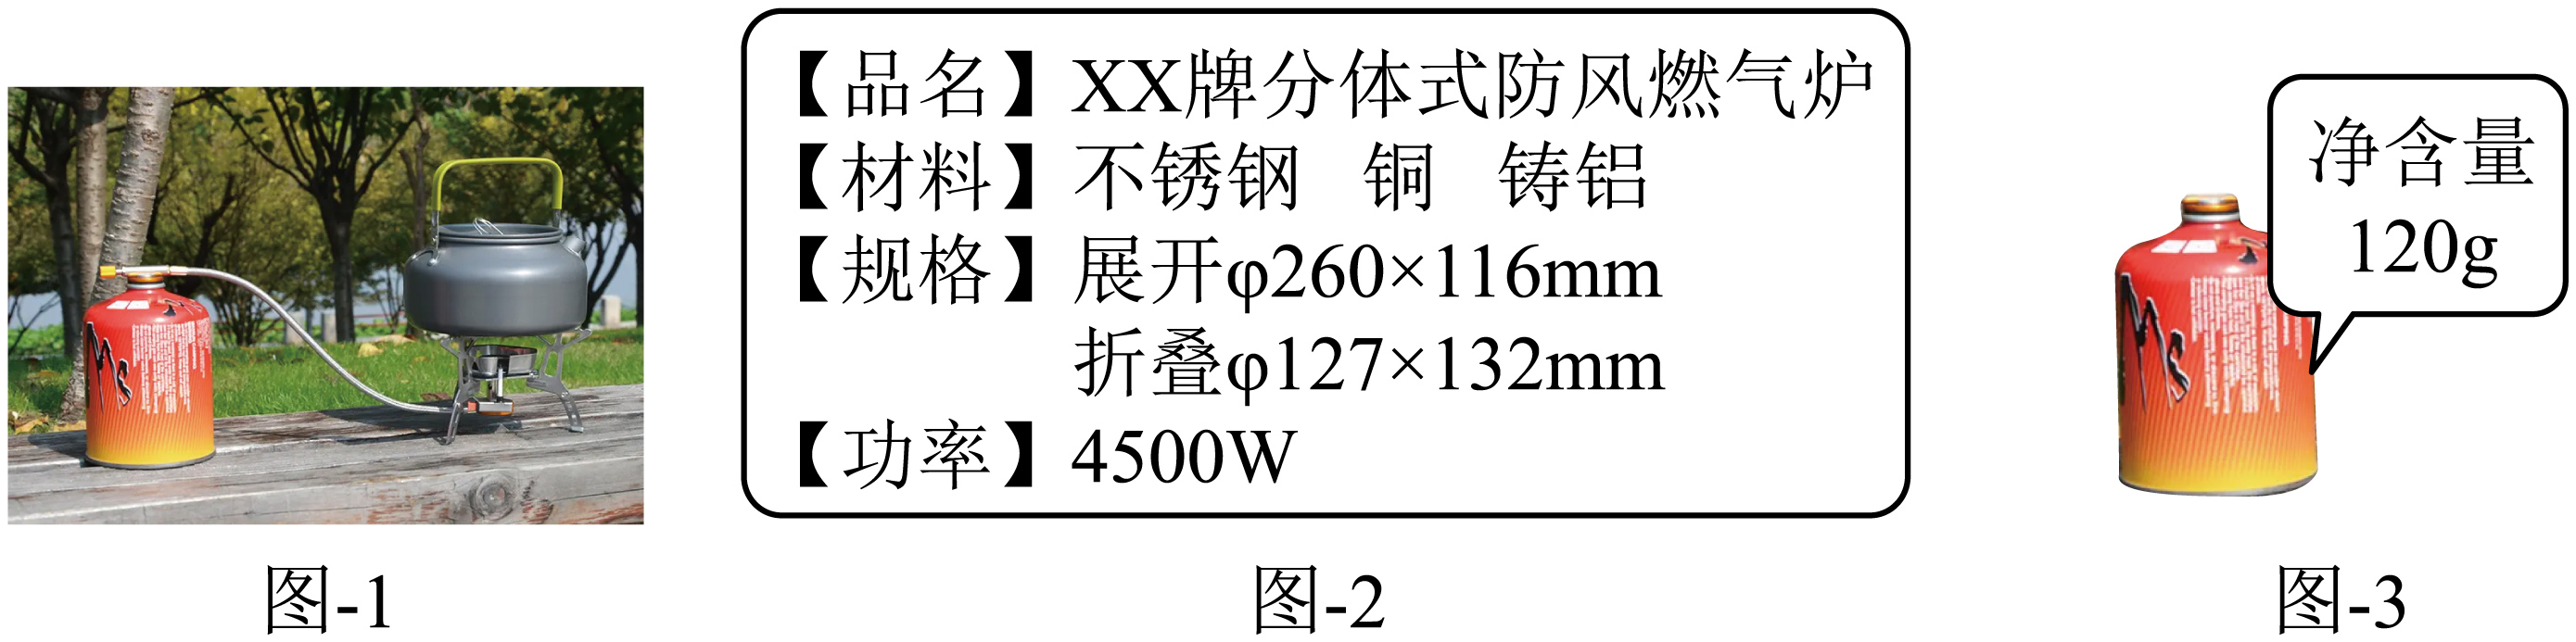 【品名】XX牌分体式防风燃气炉
【材料】不锈钢 铜 铸铝
【规格】展开φ260×116mm
折叠φ127×132mm
【功率】4500W
净含量
120g
图-1
图-2
图-3